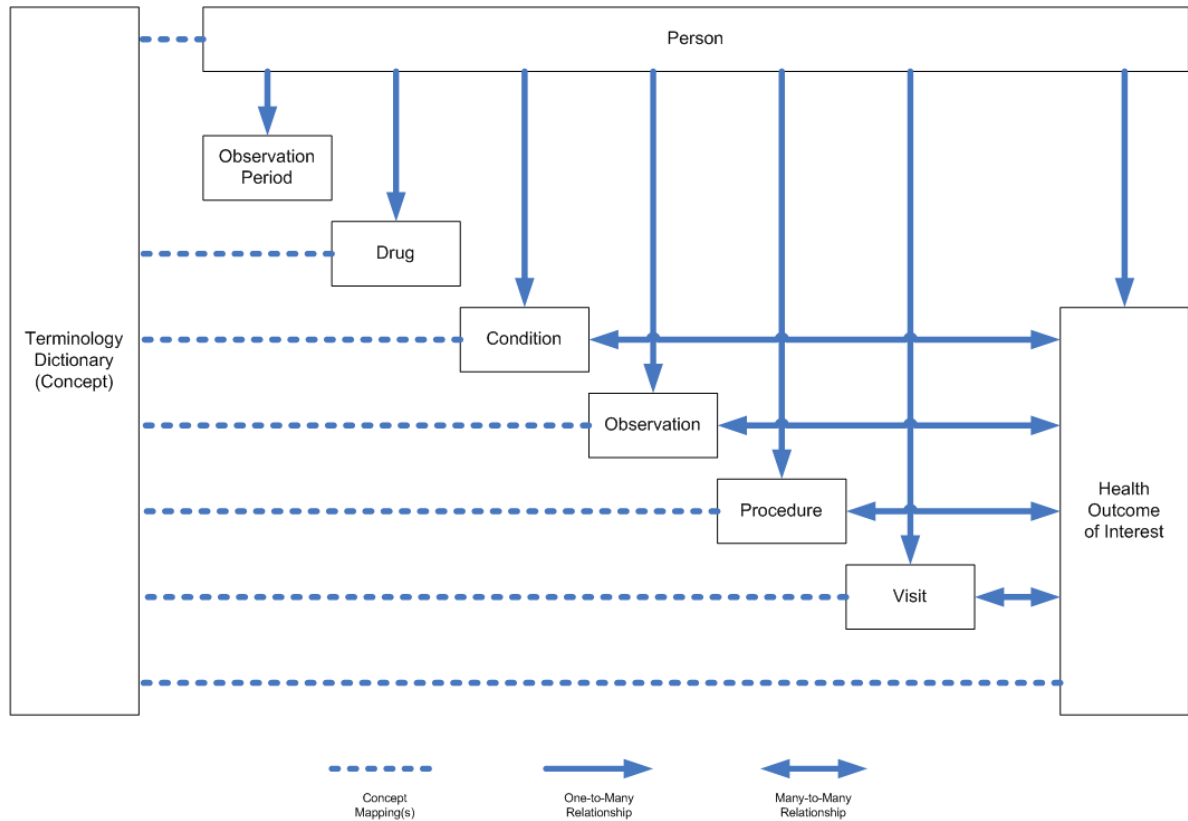 Person
Observation
Period
Drug
Terminology
Dictionary
(Concept)
Condition
Observation
Procedure
Health
Outcome
of Interest
Visit
Concept
Mapping(s)
One-to-Many
Relationship
Many-to-Many
Relationship